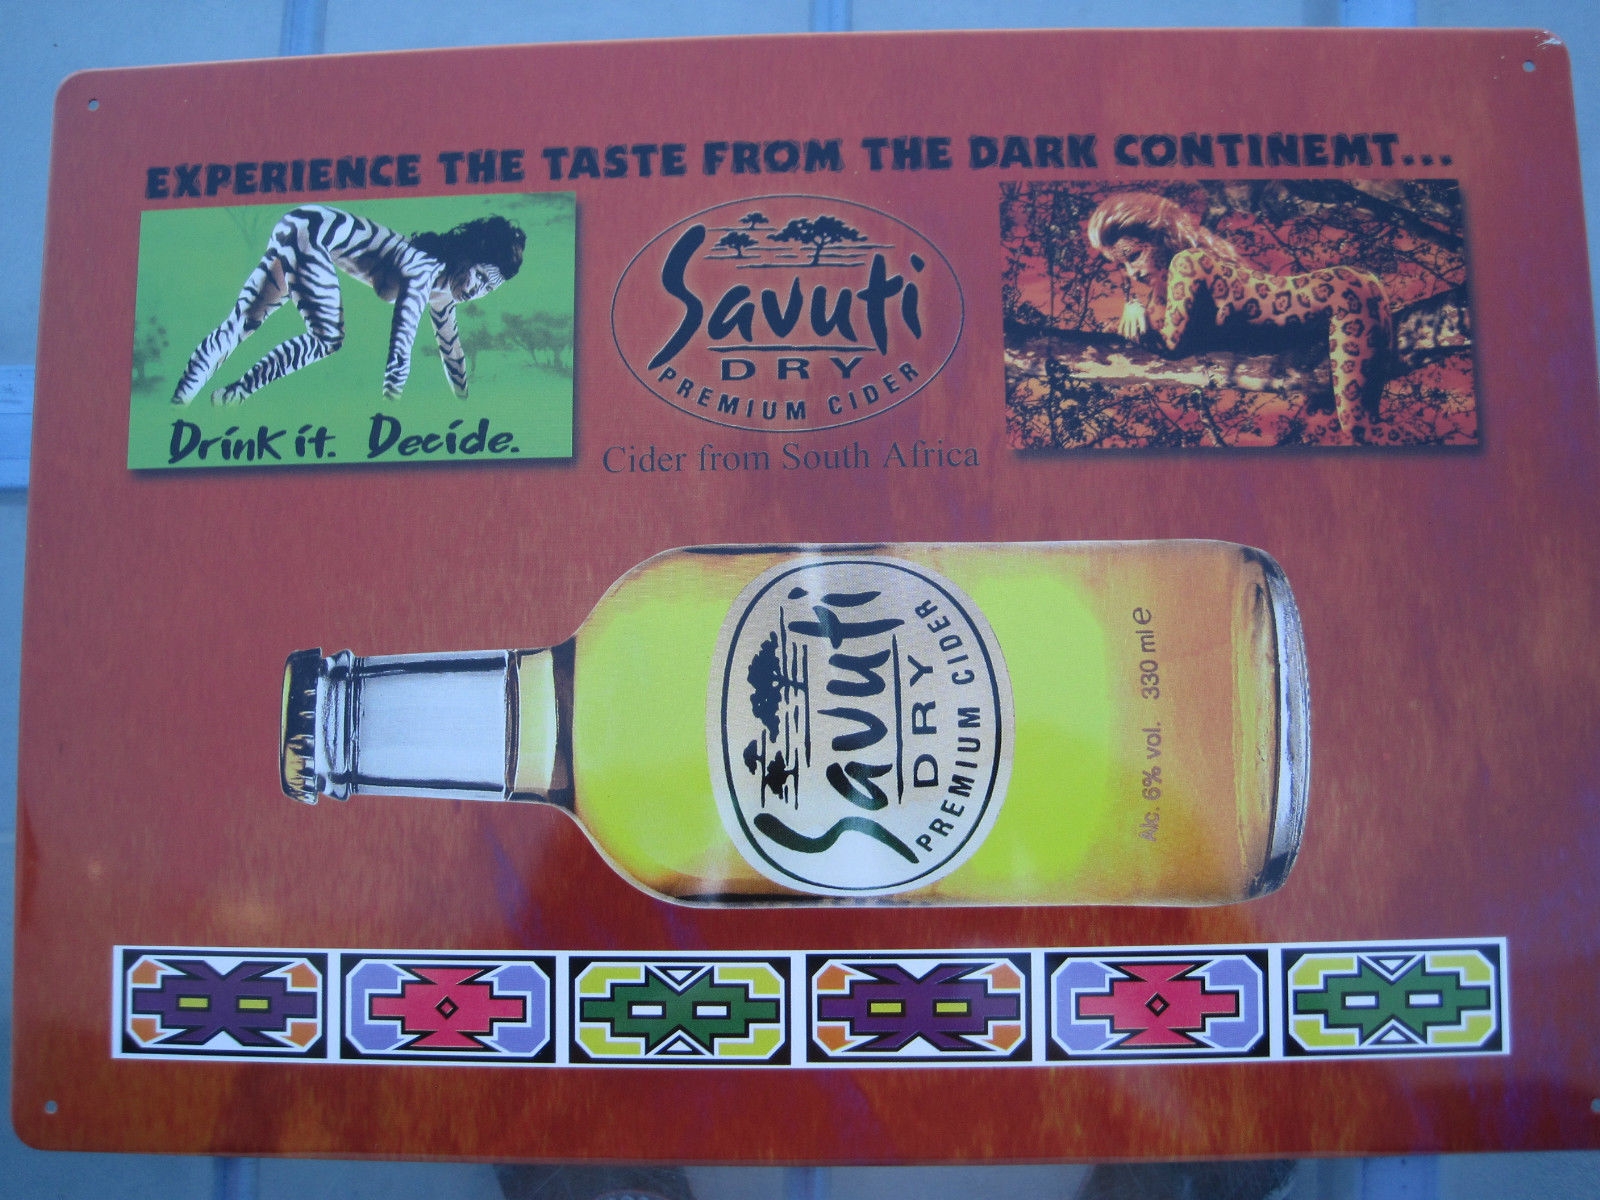 EXPERIENCE THE TASTE FROM THE DARK CONTINEMT...
Drink it. Decide.
Savuti
DRY
PREMIUM CIDER
Cider from South Africa
Savuti
DRY
PREMIUM CIDER
Alc. 6% vol. 330 ml e